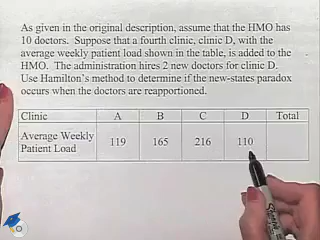 As given in the original description, assume that the HMO has
10 doctors. Suppose that a fourth clinic, clinic D, with the
average weekly patient load shown in the table, is added to the
HMO. The administration hires 2 new doctors for clinic D.
Use Hamilton's method to determine if the new-states paradox
occurs when the doctors are reapportioned.
Clinic A B C D Total
Average Weekly
Patient Load 119 165 216 110